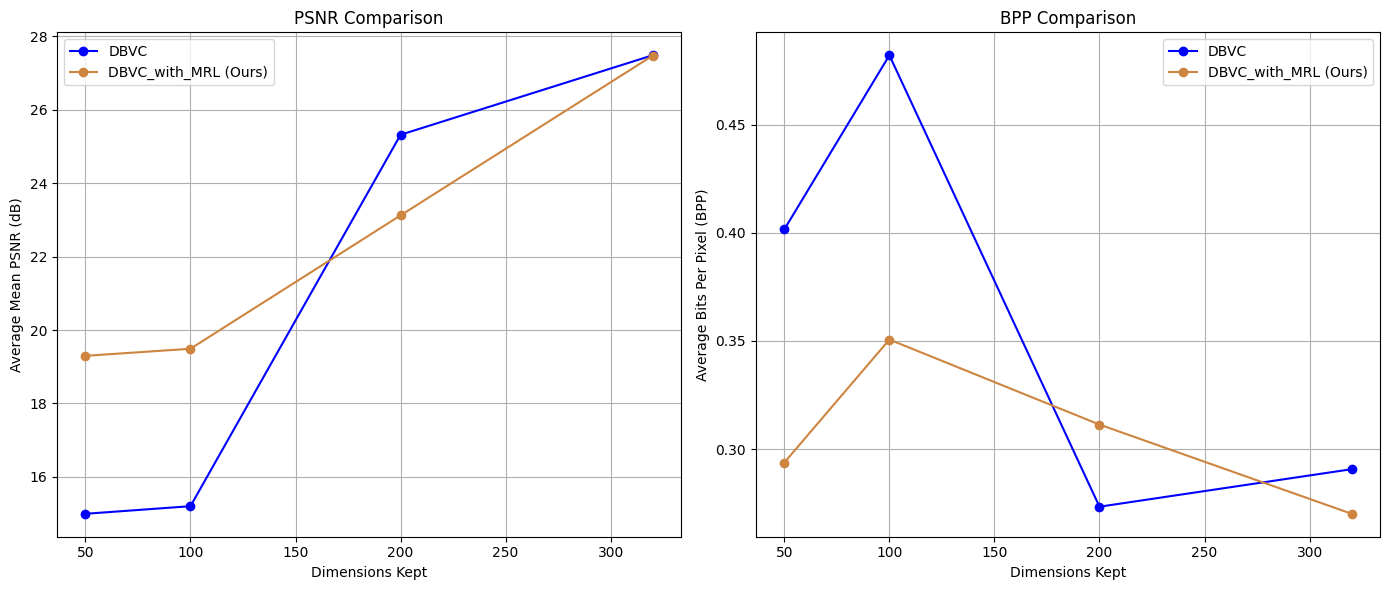 PSNR Comparison
DBVC
DBVC_with_MRL (Ours)
28
26
24
22
20
18
16
Average Mean PSNR (dB)
50
100
150
200
250
300
Dimensions Kept
BPP Comparison
DBVC
DBVC_with_MRL (Ours)
0.45
0.40
0.35
0.30
Average Bits Per Pixel (BPP)
50
100
150
200
250
300
Dimensions Kept